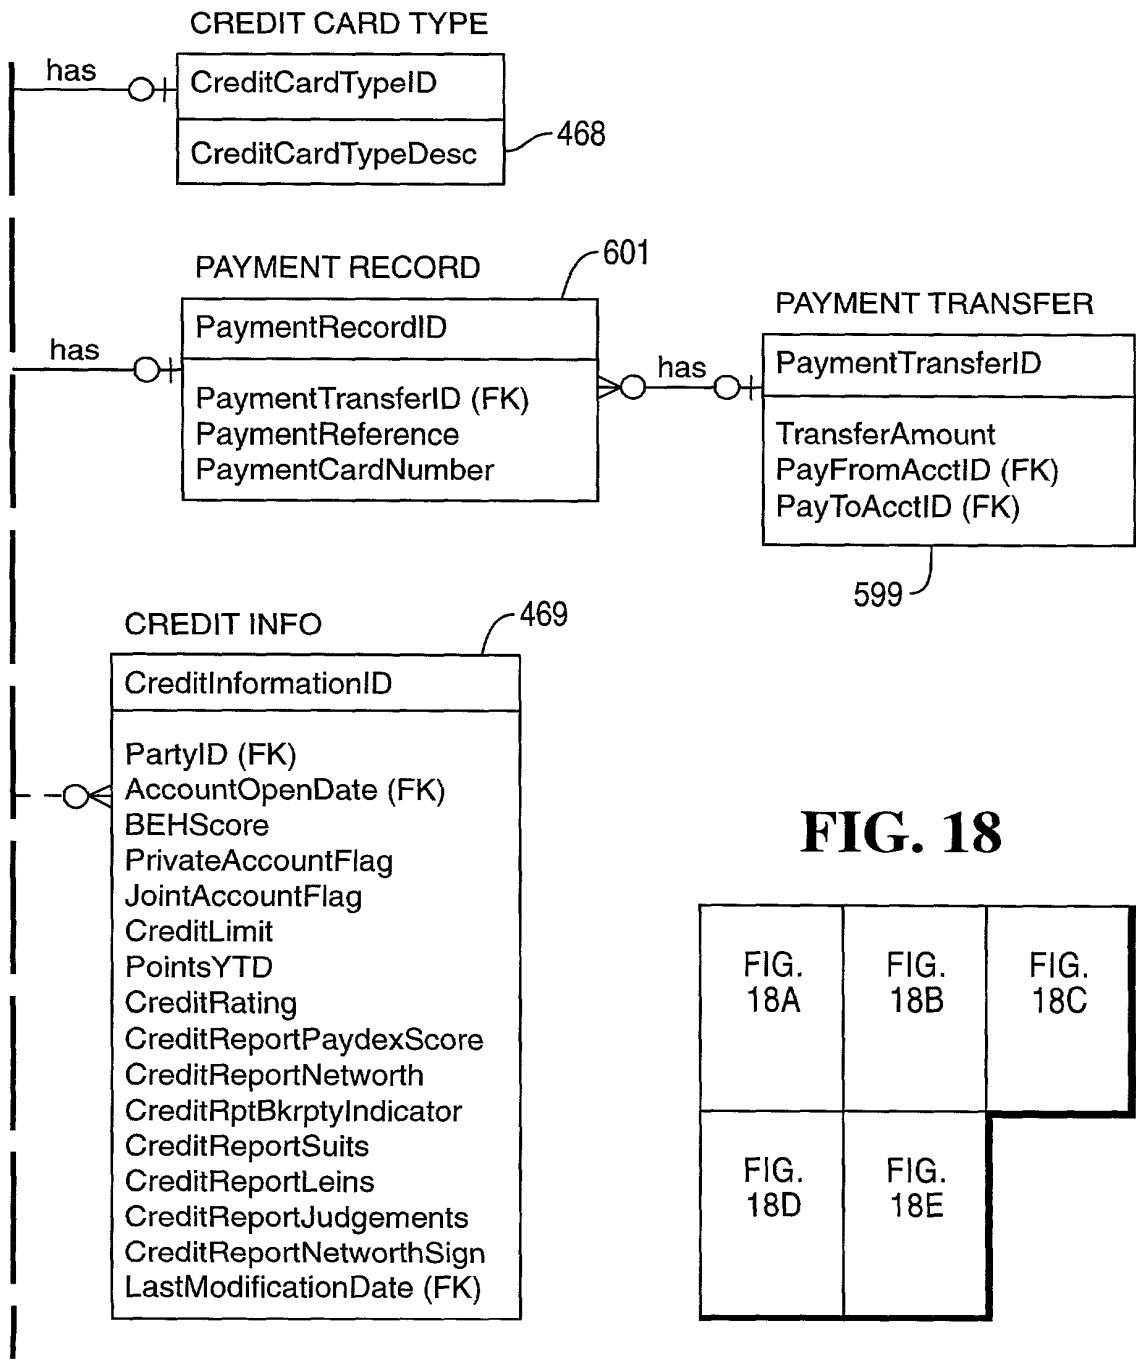 CREDIT CARD TYPE
has
CreditCardTypeID
CreditCardTypeDesc
468
601
PAYMENT RECORD
has
PaymentRecordID
PaymentTransferID (FK)
PaymentReference
PaymentCardNumber
has
PAYMENT TRANSFER
PaymentTransferID
TransferAmount
PayFromAcctID (FK)
PayToAcctID (FK)
599
469
CREDIT INFO
CreditInformationID
PartyID (FK)
AccountOpenDate (FK)
BEHScore
PrivateAccountFlag
JointAccountFlag
CreditLimit
PointsYTD
CreditRating
CreditReportPaydexScore
CreditReportNetworth
CreditRptBkrptyIndicator
CreditReportSuits
CreditReportLeins
CreditReportJudgements
CreditReportNetworthSign
LastModificationDate (FK)
FIG. 18
FIG.
18A
FIG.
18B
FIG.
18C
FIG.
18D
FIG.
18E